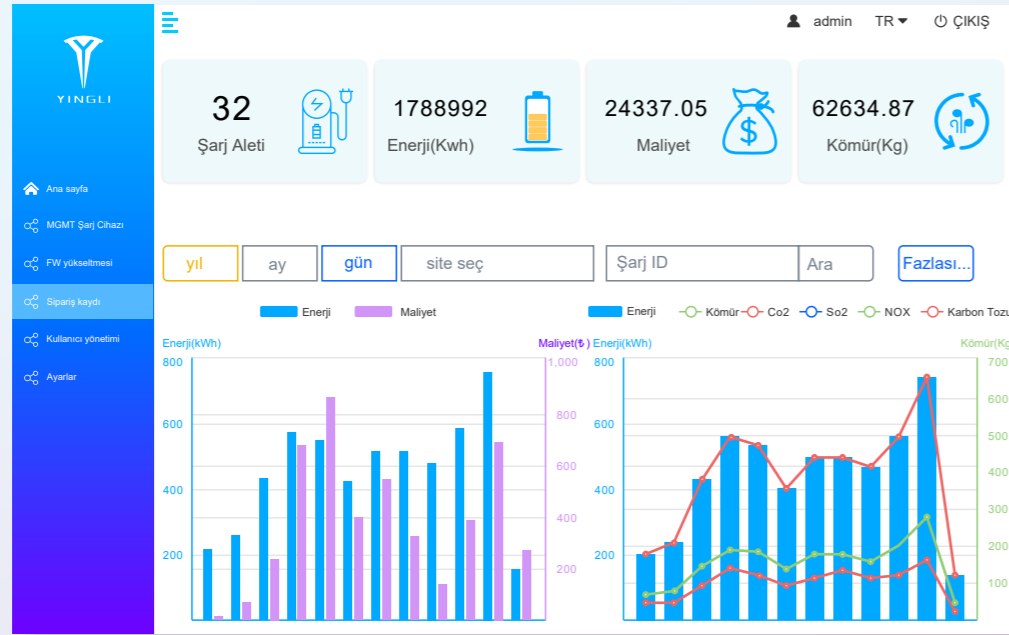 YINGLI
Ana sayfa
MGMT Şarj Cihazı
FW yükseltmesi
Sipariş kaydı
Kullanıcı yönetimi
Ayarlar
admin TR ÇIKIŞ
32
Şarj Aleti
1788992
Enerji(Kwh)
24337.05
Maliyet
62634.87
Kömür(Kg)
yıl ay gün site seç Şarj ID Ara Fazlası...
Enerji Maliyet
Enerji(kWh) Maliyet(₺)
800 1,000
800
600
600
400
400
200
200
Enerji Kömür Co2 So2 NOX Karbon Tozu
Enerji(kWh) Kömür(Kg
800 700
600
600
500
400
400
300
200
200
100